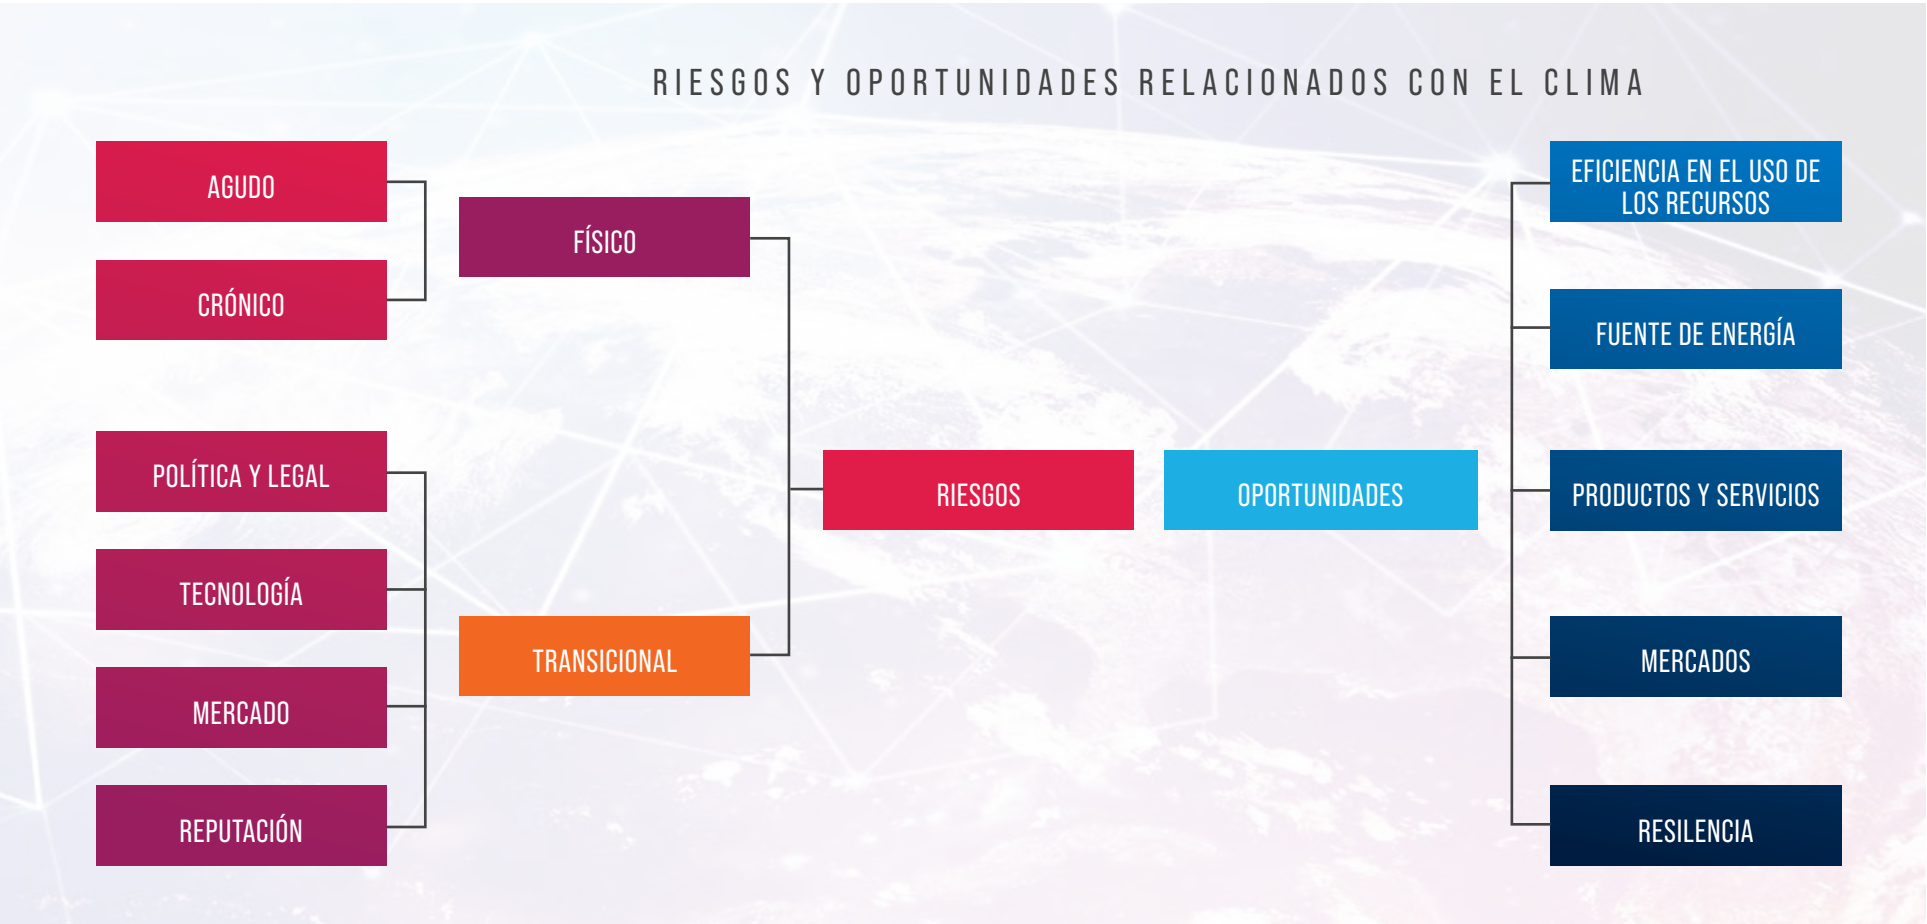 RIESGOS Y OPORTUNIDADES RELACIONADOS CON EL CLIMA
AGUDO
CRÓNICO
FÍSICO
POLÍTICA Y LEGAL
TECNOLOGÍA
MERCADO
REPUTACIÓN
TRANSICIONAL
RIESGOS
OPORTUNIDADES
EFICIENCIA EN EL USO DE
LOS RECURSOS
FUENTE DE ENERGÍA
PRODUCTOS Y SERVICIOS
MERCADOS
RESILENCIA